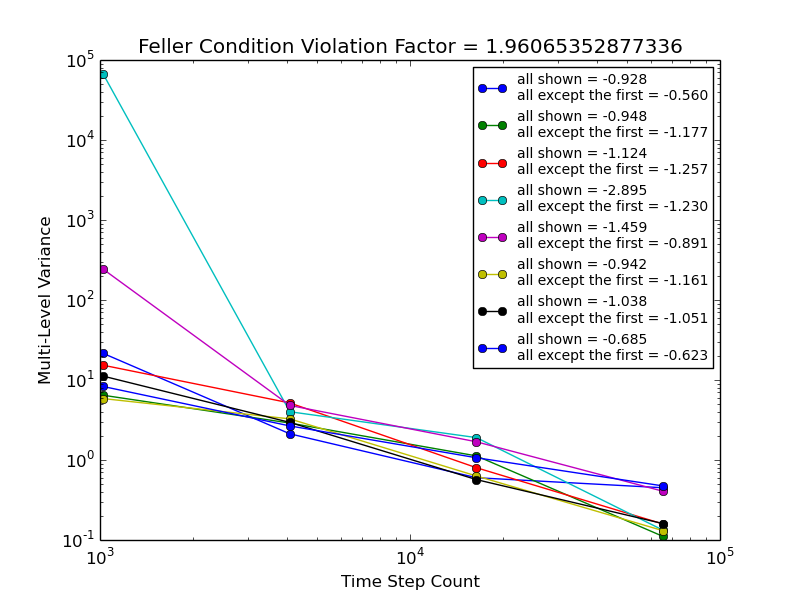 Feller Condition Violation Factor = 1.96065352877336
10^5
10^4
10^3
10^2
10^1
10^0
10^-1
Multi-Level Variance
all shown = -0.928
all except the first = -0.560
all shown = -0.948
all except the first = -1.177
all shown = -1.124
all except the first = -1.257
all shown = -2.895
all except the first = -1.230
all shown = -1.459
all except the first = -0.891
all shown = -0.942
all except the first = -1.161
all shown = -1.038
all except the first = -1.051
all shown = -0.685
all except the first = -0.623
10^3
10^4
10^5
Time Step Count